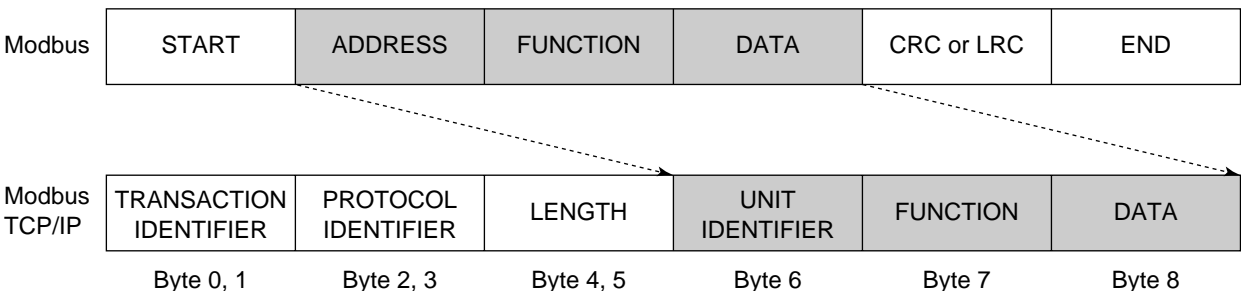 Modbus START ADDRESS FUNCTION DATA CRC or LRC END
Modbus TCP/IP
TRANSACTION IDENTIFIER
PROTOCOL IDENTIFIER
LENGTH
UNIT IDENTIFIER
FUNCTION
DATA
Byte 0, 1 Byte 2, 3 Byte 4, 5 Byte 6 Byte 7 Byte 8